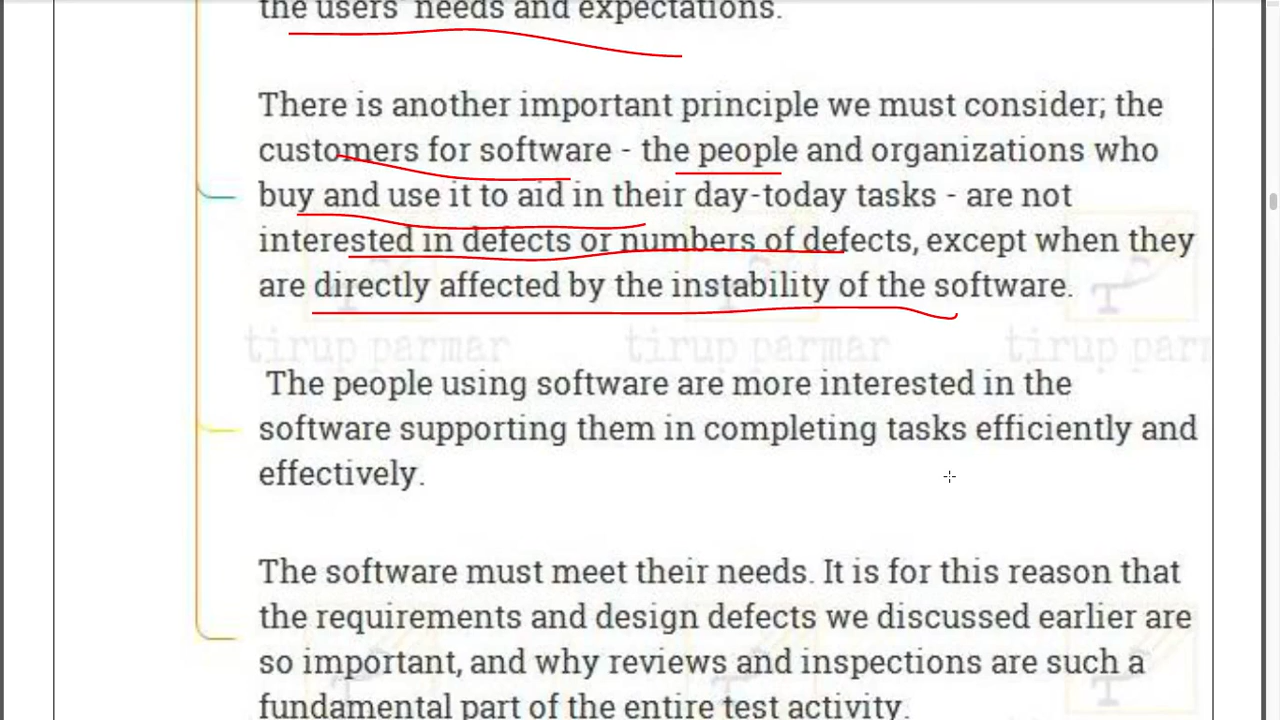 the users' needs and expectations.
There is another important principle we must consider; the
customers for software - the people and organizations who
buy and use it to aid in their day-today tasks - are not
interested in defects or numbers of defects, except when they
are directly affected by the instability of the software.
tirup parmar tirup parmar tirup parm
The people using software are more interested in the
software supporting them in completing tasks efficiently and
effectively.
The software must meet their needs. It is for this reason that
the requirements and design defects we discussed earlier are
so important, and why reviews and inspections are such a
fundamental part of the entire test activity.